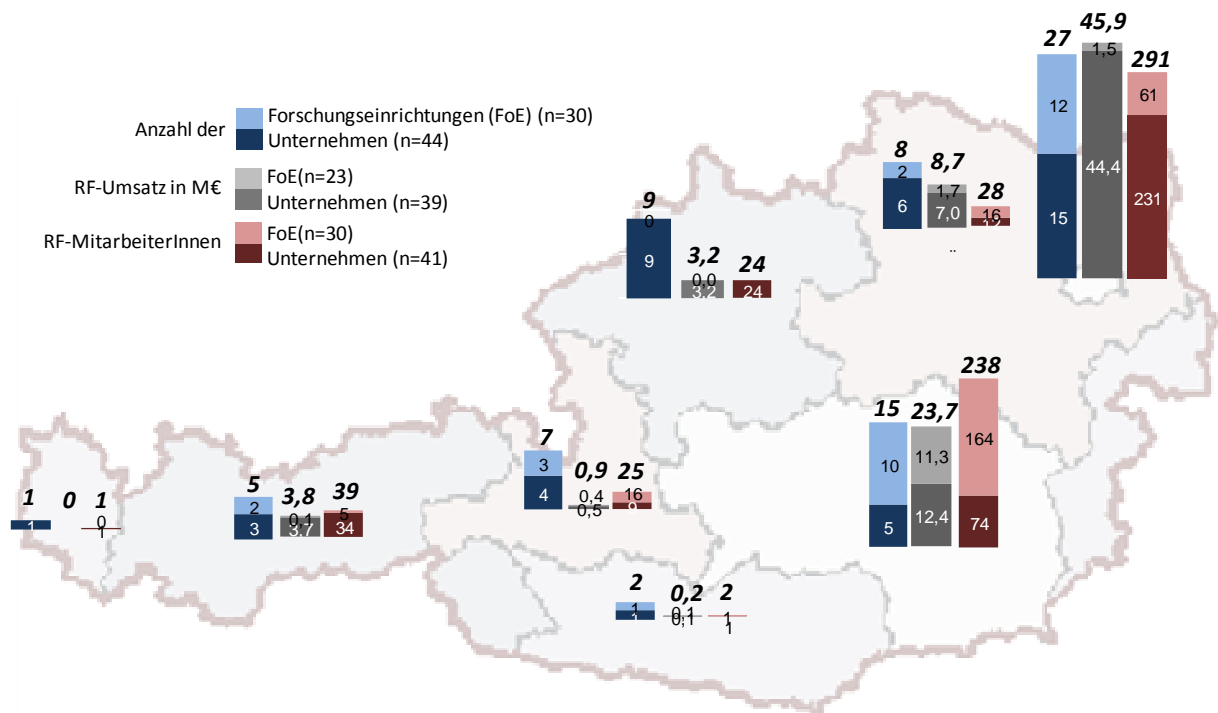 Anzahl der
Forschungseinrichtungen (FoE) (n=30)
Unternehmen (n=44)
RF-Umsatz in M€
FoE(n=23)
Unternehmen (n=39)
RF-MitarbeiterInnen
FoE(n=30)
Unternehmen (n=41)
27 45,9 291
12 1,5 61
15 44,4 231
8 8,7 28
2 1,7 16
6 7,0 12
..
9 3,2 24
0 0,0
9 3,2 24
15 23,7 238
10 11,3 164
5 12,4 74
7 0,9 25
3 0,4 16
4 0,5 9
1 0 1
1 0
1
5 3,8 39
2 0,1 5
3 3,7 34
2 0,2 2
1 0,1 1
1 0,1 1